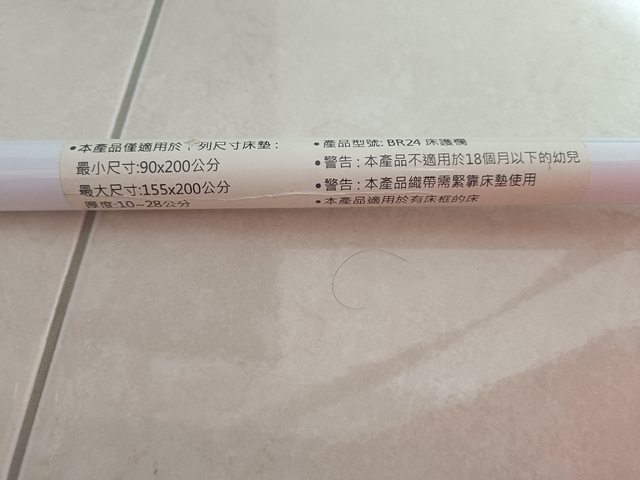 •本產品僅適用於下列尺寸床墊:
最小尺寸:90x200公分
最大尺寸:155x200公分
厚度:10~28公分
•產品型號: BR24 床護欄
•警告:本產品不適用於18個月以下的幼兒
•警告:本產品織帶需緊靠床墊使用
•本產品適用於有床框的床